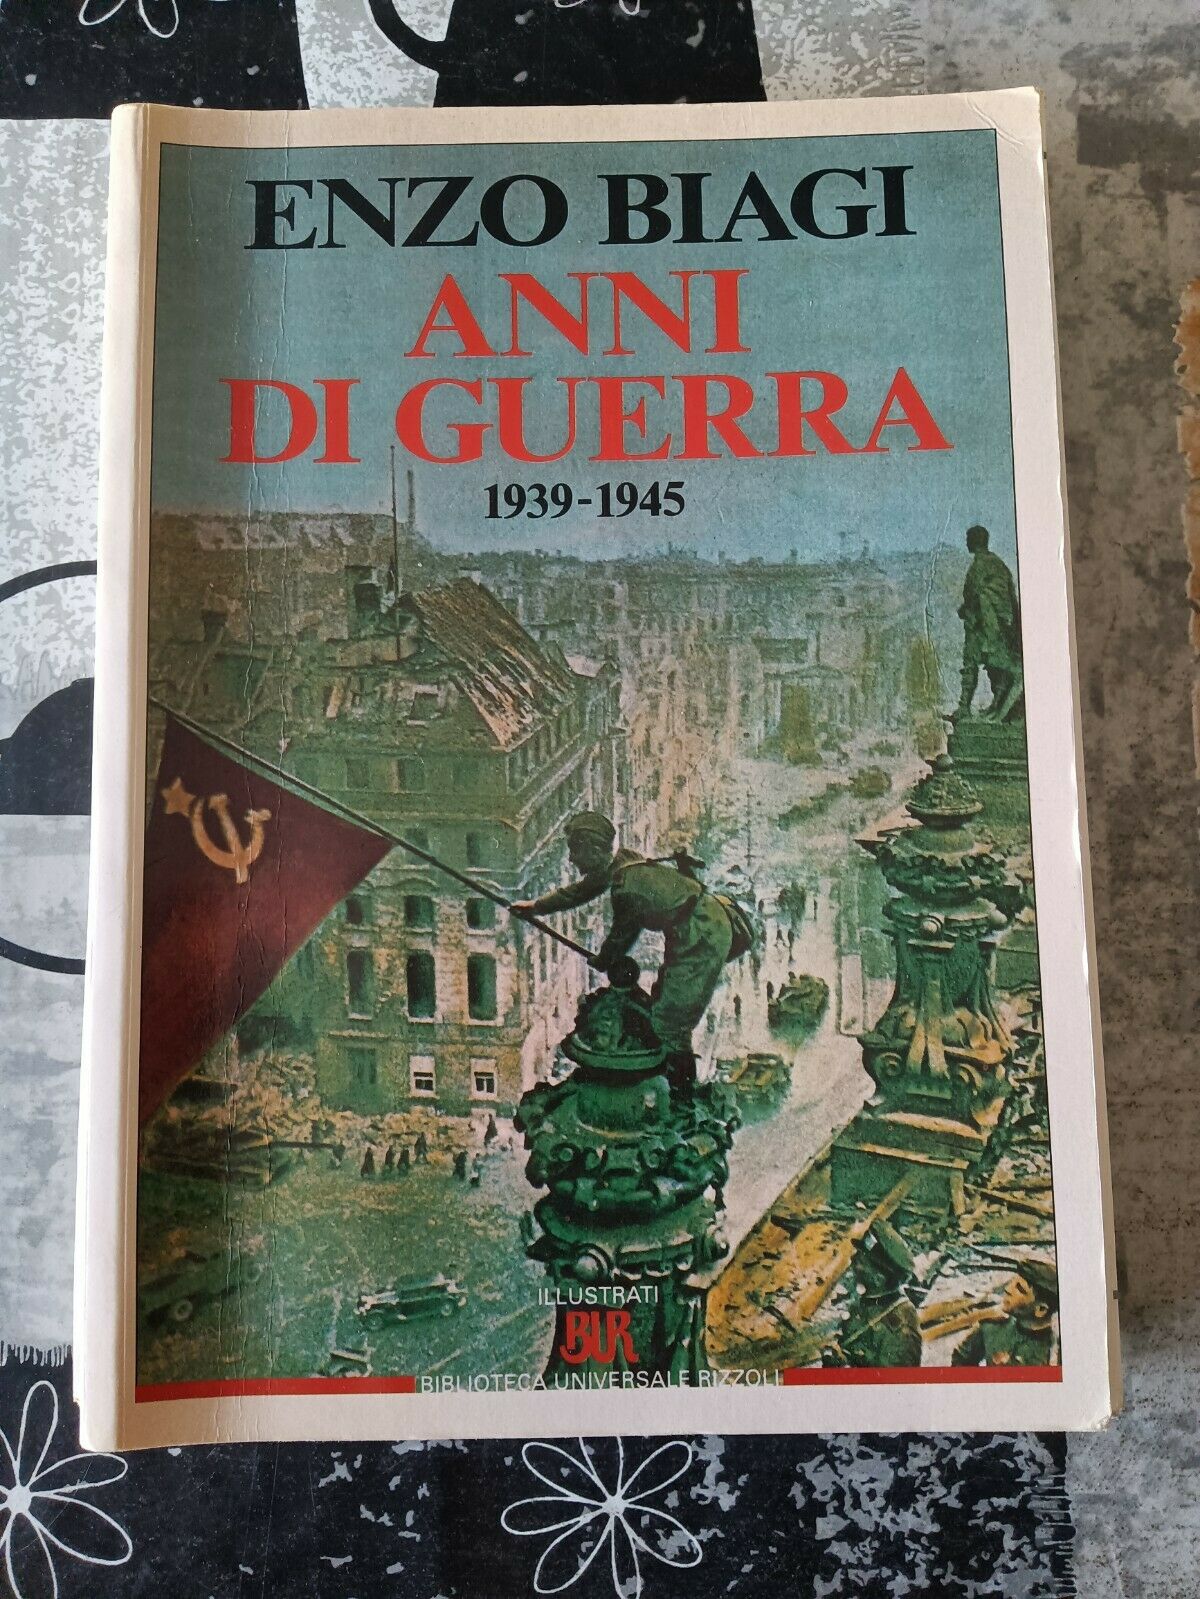 ENZO BIAGI
ANNI
DI GUERRA
1939-1945
ILLUSTRATI
BUR
BIBLIOTECA UNIVERSALE RIZZOLI